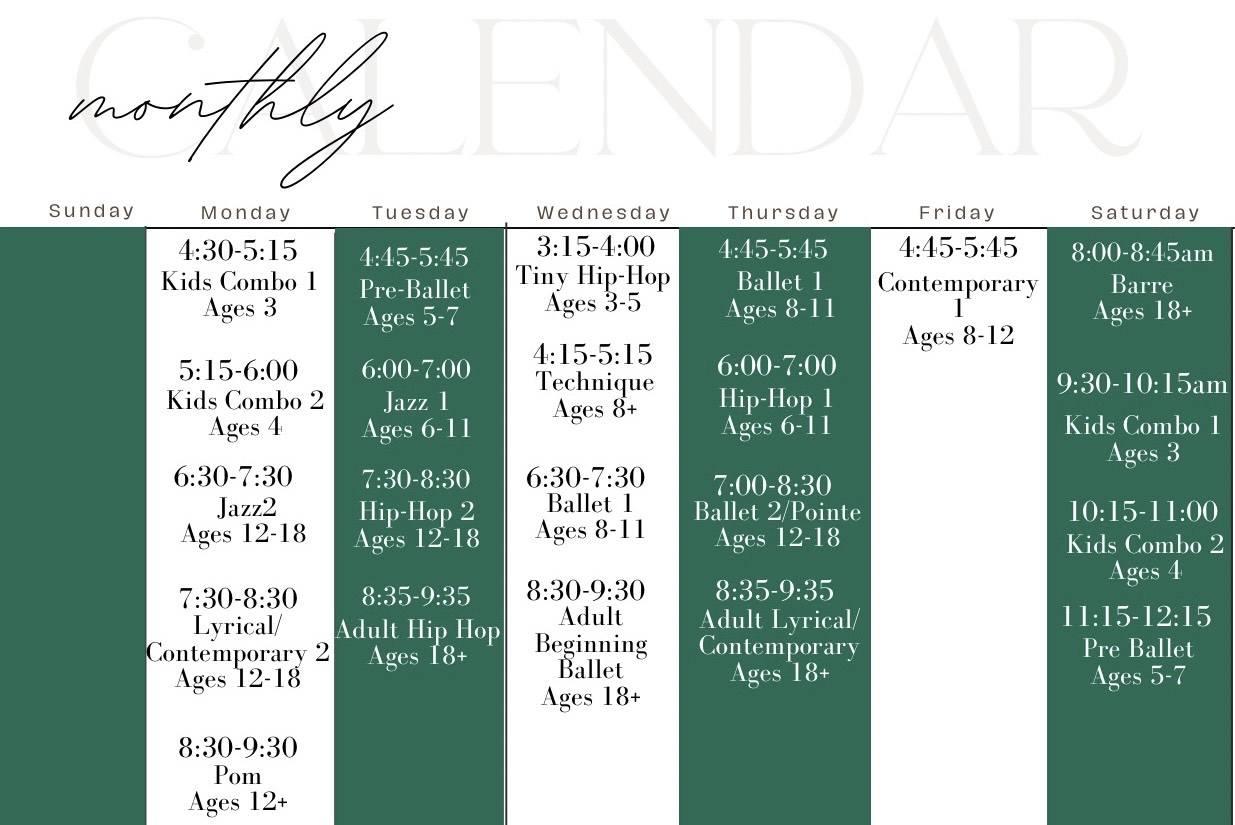 CALENDAR
monthly
Sunday
Monday
Tuesday
Wednesday
Thursday
Friday
Saturday
4:30-5:15
Kids Combo 1
Ages 3
5:15-6:00
Kids Combo 2
Ages 4
6:30-7:30
Jazz2
Ages 12-18
7:30-8:30
Lyrical/
Contemporary 2
Ages 12-18
8:30-9:30
Pom
Ages 12+
4:45-5:45
Pre-Ballet
Ages 5-7
6:00-7:00
Jazz 1
Ages 6-11
7:30-8:30
Hip-Hop 2
Ages 12-18
8:35-9:35
Adult Hip Hop
Ages 18+
3:15-4:00
Tiny Hip-Hop
Ages 3-5
4:15-5:15
Technique
Ages 8+
6:30-7:30
Ballet 1
Ages 8-11
8:30-9:30
Adult
Beginning
Ballet
Ages 18+
4:45-5:45
Ballet 1
Ages 8-11
6:00-7:00
Hip-Hop 1
Ages 6-11
7:00-8:30
Ballet 2/Pointe
Ages 12-18
8:35-9:35
Adult Lyrical/
Contemporary
Ages 18+
4:45-5:45
Contemporary
1
Ages 8-12
8:00-8:45am
Barre
Ages 18+
9:30-10:15am
Kids Combo 1
Ages 3
10:15-11:00
Kids Combo 2
Ages 4
11:15-12:15
Pre Ballet
Ages 5-7